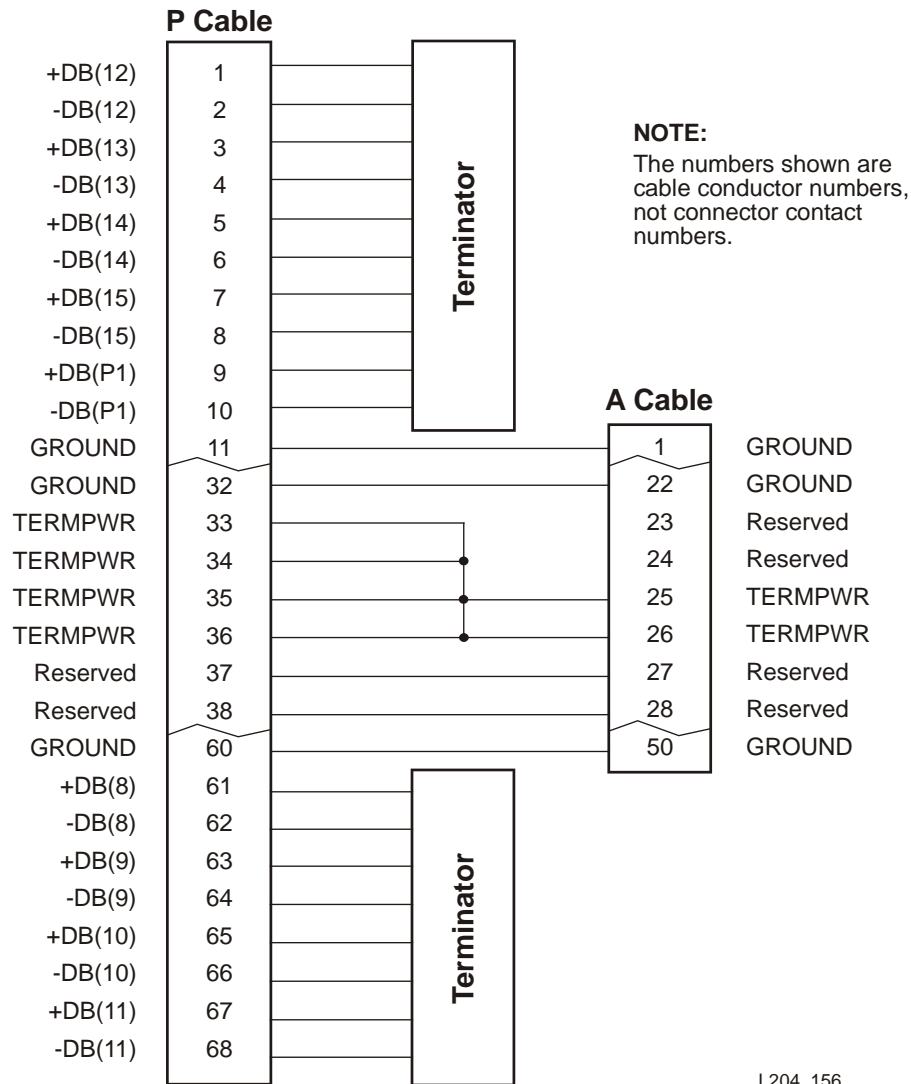 P Cable
+DB(12) 1
-DB(12) 2
+DB(13) 3
-DB(13) 4
+DB(14) 5
-DB(14) 6
+DB(15) 7
-DB(15) 8
+DB(P1) 9
-DB(P1) 10
Terminator
NOTE:
The numbers shown are
cable conductor numbers,
not connector contact
numbers.
A Cable
GROUND 11 1 GROUND
GROUND 32 22 GROUND
TERMPWR 33 23 Reserved
TERMPWR 34 24 Reserved
TERMPWR 35 25 TERMPWR
TERMPWR 36 26 TERMPWR
Reserved 37 27 Reserved
Reserved 38 28 Reserved
GROUND 60 50 GROUND
+DB(8) 61
-DB(8) 62
+DB(9) 63
-DB(9) 64
+DB(10) 65
-DB(10) 66
+DB(11) 67
-DB(11) 68
Terminator
L204_156